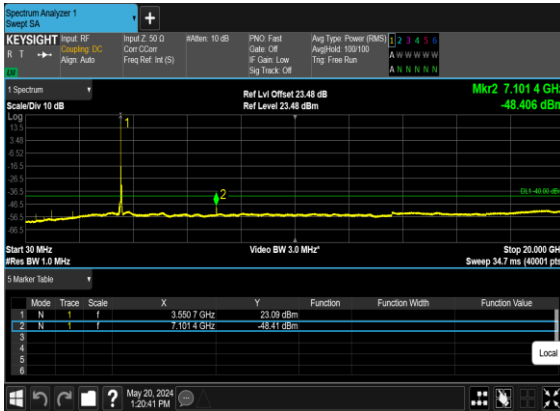 Spectrum Analyzer 1
Swept SA
+
KEYSIGHT Input: RF Input Z: 50 Ω #Atten: 10 dB PNO: Fast Avg Type: Power (RMS) 1 2 3 4 5 6
R T Coupling: DC Corr CCorr Gate: Off Avg|Hold: 100/100 A W W W W W
Align: Auto Freq Ref: Int (S) IF Gain: Low Trig: Free Run
Sig Track: Off A N N N N N
1 Spectrum
Ref Lvl Offset 23.48 dB Mkr2 7.101 4 GHz
Scale/Div 10 dB Ref Level 23.48 dBm -48.406 dBm
Log
1
13.5
3.48
-6.52
-16.5
-26.5
-36.5
2
DL1 -40.00 dBm
-46.5
-56.5
-66.5
Start 30 MHz Video BW 3.0 MHz* Stop 20.000 GHz
#Res BW 1.0 MHz Sweep 34.7 ms (40001 pts)
5 Marker Table
Mode Trace Scale X Y Function Function Width Function Value
1 N 1 f 3.550 7 GHz 23.09 dBm
2 N 1 f 7.101 4 GHz -48.41 dBm
3
4
5
6
Local
? May 20, 2024
1:20:41 PM